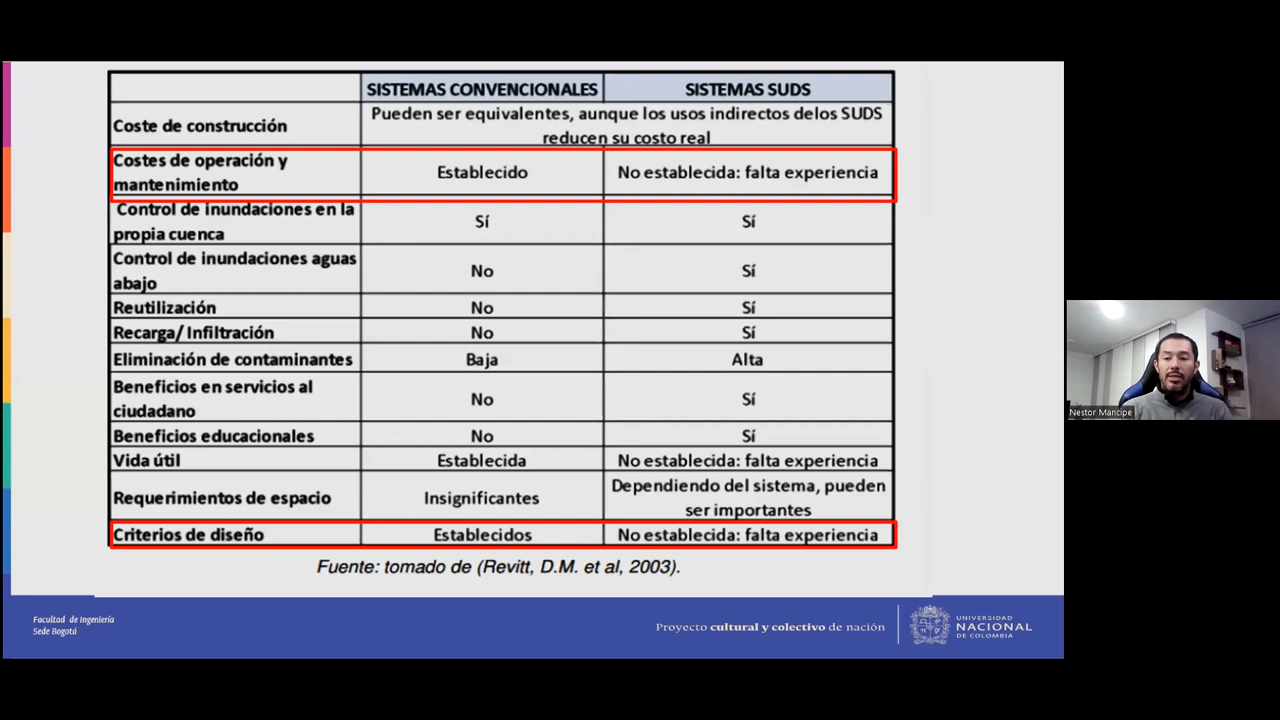 SISTEMAS CONVENCIONALES SISTEMAS SUDS
Coste de construcción
Pueden ser equivalentes, aunque los usos indirectos delos SUDS
reducen su costo real
Costes de operación y
mantenimiento
Establecido
No establecida: falta experiencia
Control de inundaciones en la
propia cuenca
Sí
Sí
Control de inundaciones aguas
abajo
No
Sí
Reutilización No Sí
Recarga/ Infiltración No Sí
Eliminación de contaminantes Baja Alta
Beneficios en servicios al
ciudadano
No
Sí
Beneficios educacionales No Sí
Vida útil Establecida No establecida: falta experiencia
Requerimientos de espacio
Insignificantes
Dependiendo del sistema, pueden
ser importantes
Criterios de diseño Establecidos No establecida: falta experiencia
Fuente: tomado de (Revitt, D.M. et al, 2003).
Facultad de Ingeniería
Sede Bogotá
Proyecto cultural y colectivo de nación
UNIVERSIDAD
NACIONAL
DE COLOMBIA
Nestor Mancipe